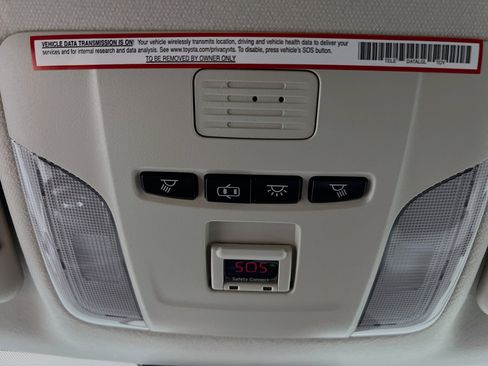 VEHICLE DATA TRANSMISSION IS ON! Your vehicle wirelessly transmits location, driving and vehicle health data to deliver your
services and for internal research and data analysis. See www.toyota.com/privacyvts. To disable, press vehicle's SOS button.
TO BE REMOVED BY OWNER ONLY
SOS
Safety Connect